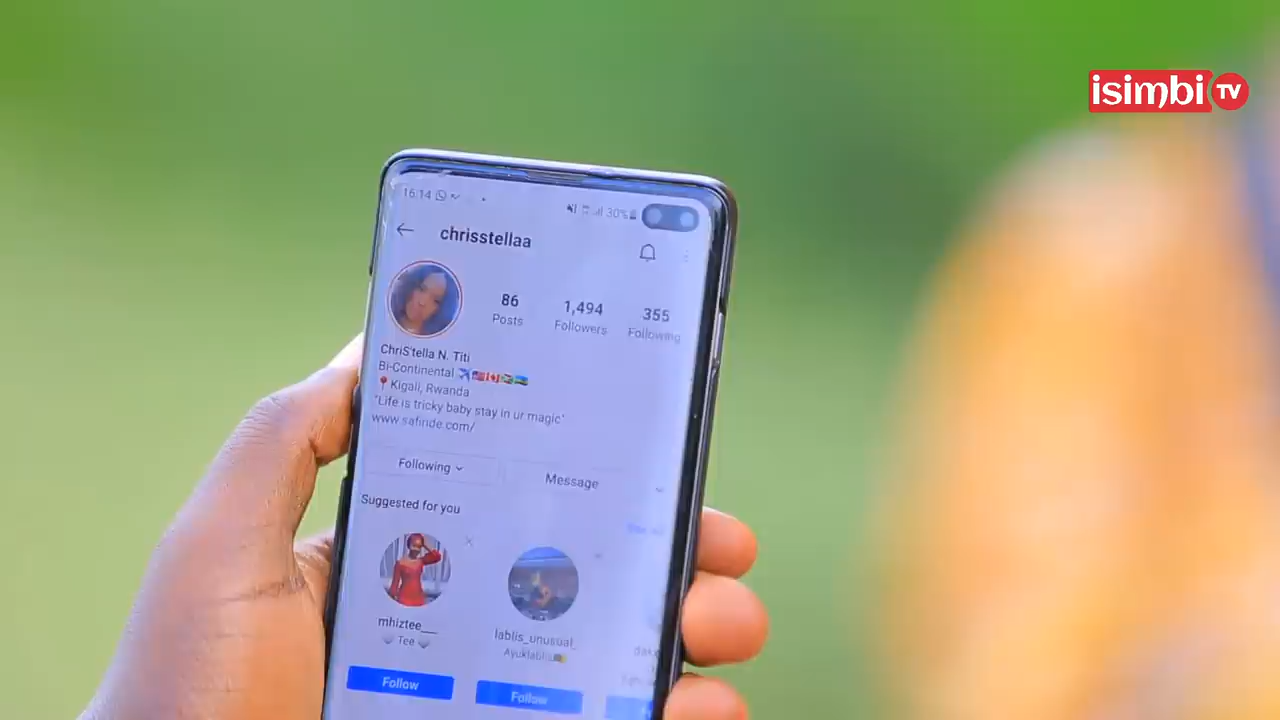 isimbi TV
16:14
30%
chrisstellaa
86
Posts
1,494
Followers
355
Following
ChriS'tella N. Titi
Bi-Continental
Kigali, Rwanda
"Life is tricky baby stay in ur magic"
www.safiride.com/
Following
Message
Suggested for you
mhiztee___
Tee
lablis_unusual_
Follow
Follow